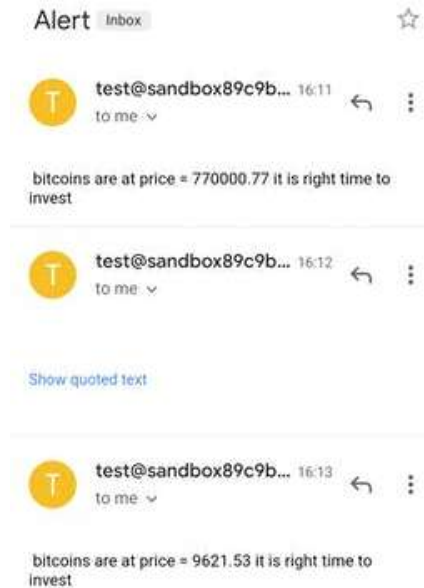 Alert Inbox
T
test@sandbox89c9b... 16:11
to me
bitcoins are at price = 770000.77 it is right time to
invest
T
test@sandbox89c9b... 16:12
to me
Show quoted text
T
test@sandbox89c9b... 16:13
to me
bitcoins are at price = 9621.53 it is right time to
invest